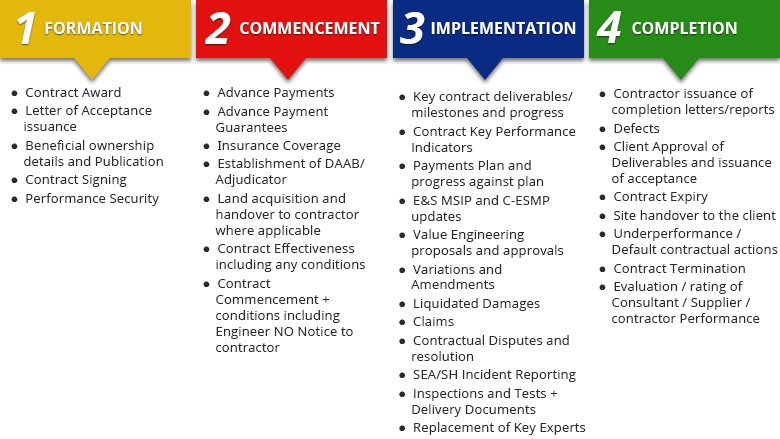 1 FORMATION
● Contract Award
● Letter of Acceptance
issuance
● Beneficial ownership
details and Publication
● Contract Signing
● Performance Security
2 COMMENCEMENT
● Advance Payments
● Advance Payment
Guarantees
● Insurance Coverage
● Establishment of DAAB/
Adjudicator
● Land acquisition and
handover to contractor
where applicable
● Contract Effectiveness
including any conditions
● Contract
Commencement +
conditions including
Engineer NO Notice to
contractor
3 IMPLEMENTATION
● Key contract deliverables/
milestones and progress
● Contract Key Performance
Indicators
● Payments Plan and
progress against plan
● E&S MSIP and C-ESMP
updates
● Value Engineering
proposals and approvals
● Variations and
Amendments
● Liquidated Damages
● Claims
● Contractual Disputes and
resolution
● SEA/SH Incident Reporting
● Inspections and Tests +
Delivery Documents
● Replacement of Key Experts
4 COMPLETION
● Contractor issuance of
completion letters/reports
● Defects
● Client Approval of
Deliverables and issuance
of acceptance
● Contract Expiry
● Site handover to the client
● Underperformance /
Default contractual actions
● Contract Termination
● Evaluation / rating of
Consultant / Supplier /
contractor Performance